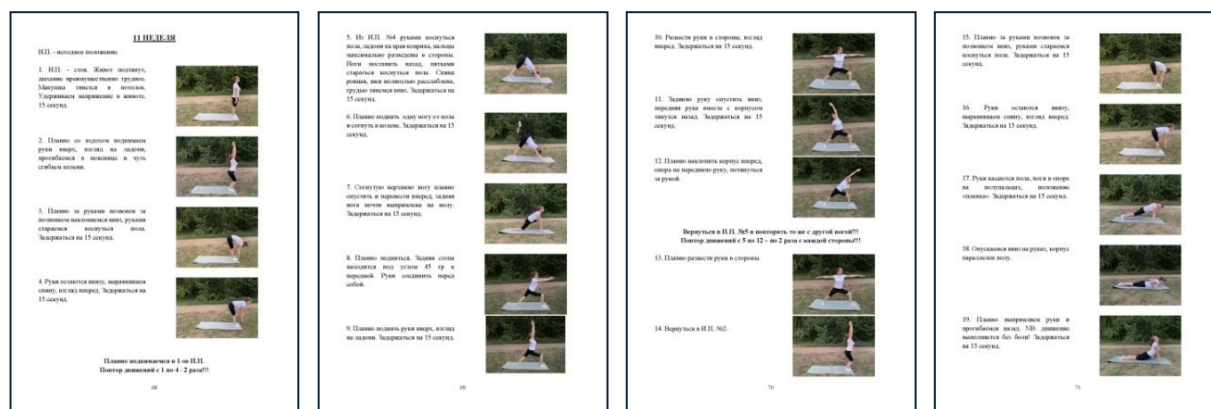 11 НЕДЕЛЯ
И.П. - исходное положение.
1. И.П. - стоя. Живот подтянут,
дыхание преимущественно грудное.
Макушка тянется к потолку.
Удерживаем напряжение в животе.
15 секунд.
2. Плавно со вдохом поднимаем
руки вверх, взгляд на ладони,
прогибаемся в пояснице и чуть
сгибаем колени.
3. Плавно за руками позвонок за
позвонком наклоняемся вниз, руками
стараемся коснуться пола.
Задержаться на 15 секунд.
4. Руки остаются внизу, выравниваем
спину, взгляд вперед. Задержаться на
15 секунд.
Плавно поднимаемся в 1-ое И.П.
Повтор движений с 1 по 4 - 2 раза!!!
68
5. Из И.П. №4 руками коснуться
пола, ладони на края коврика, пальцы
максимально разведены в стороны.
Ноги поставить назад, пятками
стараться коснуться пола. Спина
ровная, шея полностью расслаблена,
грудью тянемся вниз. Задержаться на
15 секунд.
6. Плавно поднять одну ногу от пола
и согнуть в колене. Задержаться на 15
секунд.
7. Согнутую верхнюю ногу плавно
опустить и перевести вперед, задняя
нога почти выпрямлена на полу.
Задержаться на 15 секунд.
8. Плавно подняться. Задняя стопа
находится под углом 45 гр к
передней. Руки соединить перед
собой.
9. Плавно поднять руки вверх, взгляд
на ладони. Задержаться на 15 секунд.
69
10. Развести руки в стороны, взгляд
вперед. Задержаться на 15 секунд.
11. Заднюю руку опустить вниз,
передняя рука вместе с корпусом
тянутся назад. Задержаться на 15
секунд.
12. Плавно наклонить корпус вперед,
опора на переднюю руку, потянуться
за рукой.
Вернуться в И.П. №5 и повторить то же с другой ногой!!!
Повтор движений с 5 по 12 – по 2 раза с каждой стороны!!!
13. Плавно развести руки в стороны.
14. Вернуться в И.П. №2.
70
15. Плавно за руками позвонок за
позвонком вниз, руками стараемся
коснуться пола. Задержаться на 15
секунд.
16. Руки остаются внизу,
выравниваем спину, взгляд вперед.
Задержаться на 15 секунд.
17. Руки касаются пола, ноги в опоре
на полупальцах, положение
«планка». Задержаться на 15 секунд.
18. Опускаемся вниз на руках, корпус
параллелен полу.
19. Плавно выпрямляем руки и
прогибаемся назад. NB: движение
выполняется без боли! Задержаться
на 15 секунд.
71